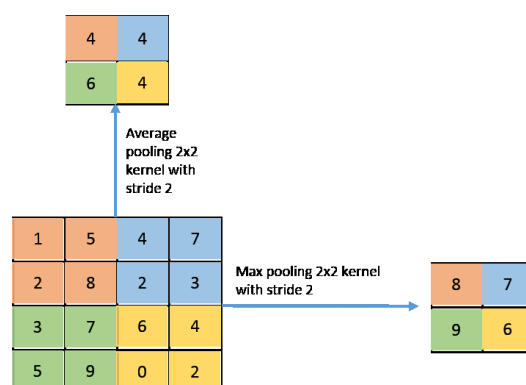 4 4
6 4
Average
pooling 2x2
kernel with
stride 2
1 5 4 7
2 8 2 3
3 7 6 4
5 9 0 2
Max pooling 2x2 kernel
with stride 2
8 7
9 6